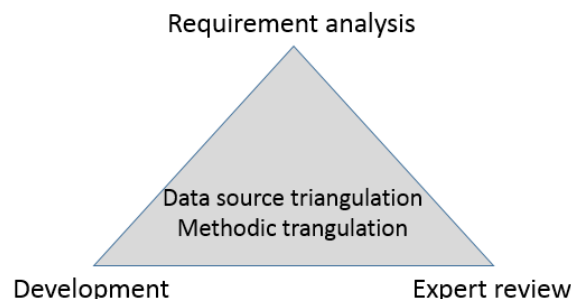 Requirement analysis
Data source triangulation
Methodic trangulation
Development
Expert review